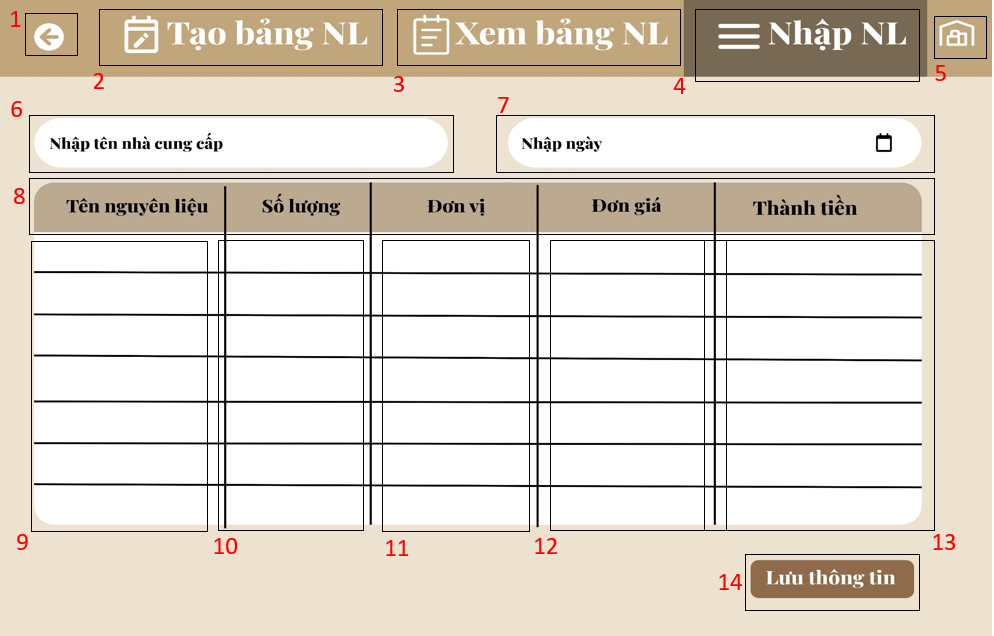 1 Tạo bảng NL Xem bảng NL Nhập NL
2 3 4 5
6 7
Nhập tên nhà cung cấp Nhập ngày
8 Tên nguyên liệu Số lượng Đơn vị Đơn giá Thành tiền
9 10 11 12 13
14 Lưu thông tin